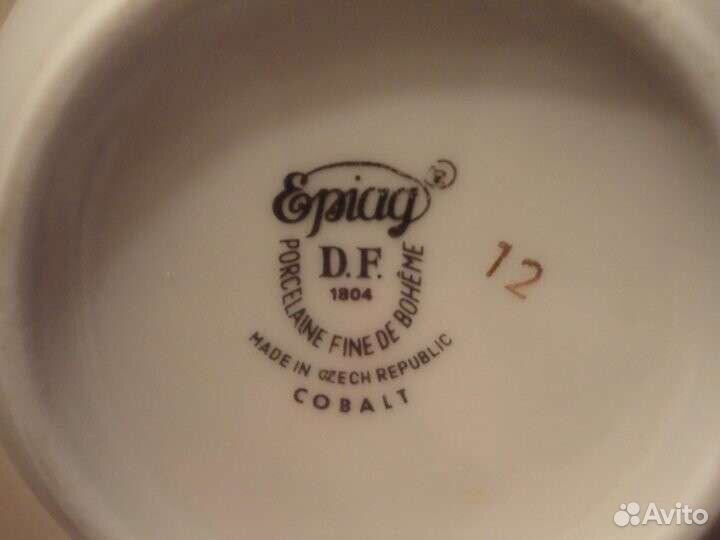 Epiag ®
D.F.
1804
PORCELAINE FINE DE BOHÊME
MADE IN CZECH REPUBLIC
COBALT
12
Avito